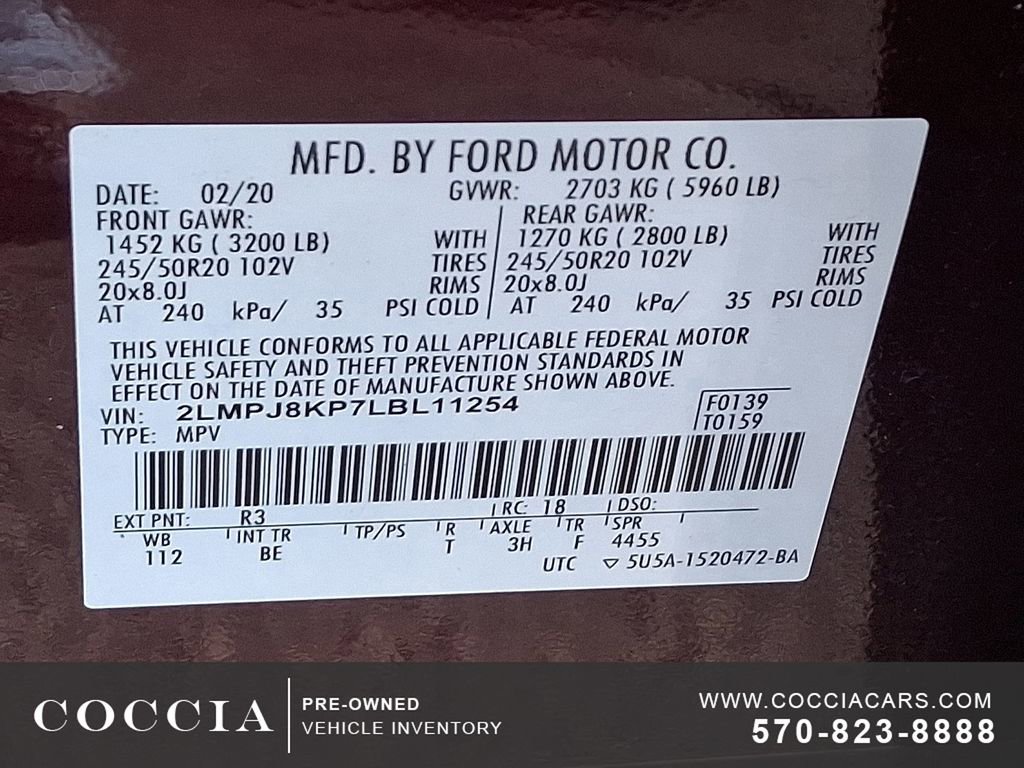 MFD. BY FORD MOTOR CO.
DATE: 02/20 GVWR: 2703 KG ( 5960 LB)
FRONT GAWR: REAR GAWR:
1452 KG ( 3200 LB) WITH 1270 KG ( 2800 LB) WITH
245/50R20 102V TIRES 245/50R20 102V TIRES
20x8.0J RIMS 20x8.0J RIMS
AT 240 kPa/ 35 PSI COLD AT 240 kPa/ 35 PSI COLD
THIS VEHICLE CONFORMS TO ALL APPLICABLE FEDERAL MOTOR
VEHICLE SAFETY AND THEFT PREVENTION STANDARDS IN
EFFECT ON THE DATE OF MANUFACTURE SHOWN ABOVE.
VIN: 2LMPJ8KP7LBL11254 F0139
TYPE: MPV T0159
EXT PNT: R3 RC: 18 DSO:
WB INT TR TP/PS R AXLE TR SPR
112 BE T 3H F 4455
UTC ▽ 5U5A-1520472-BA
COCCIA
PRE-OWNED
VEHICLE INVENTORY
WWW.COCCIACARS.COM
570-823-8888